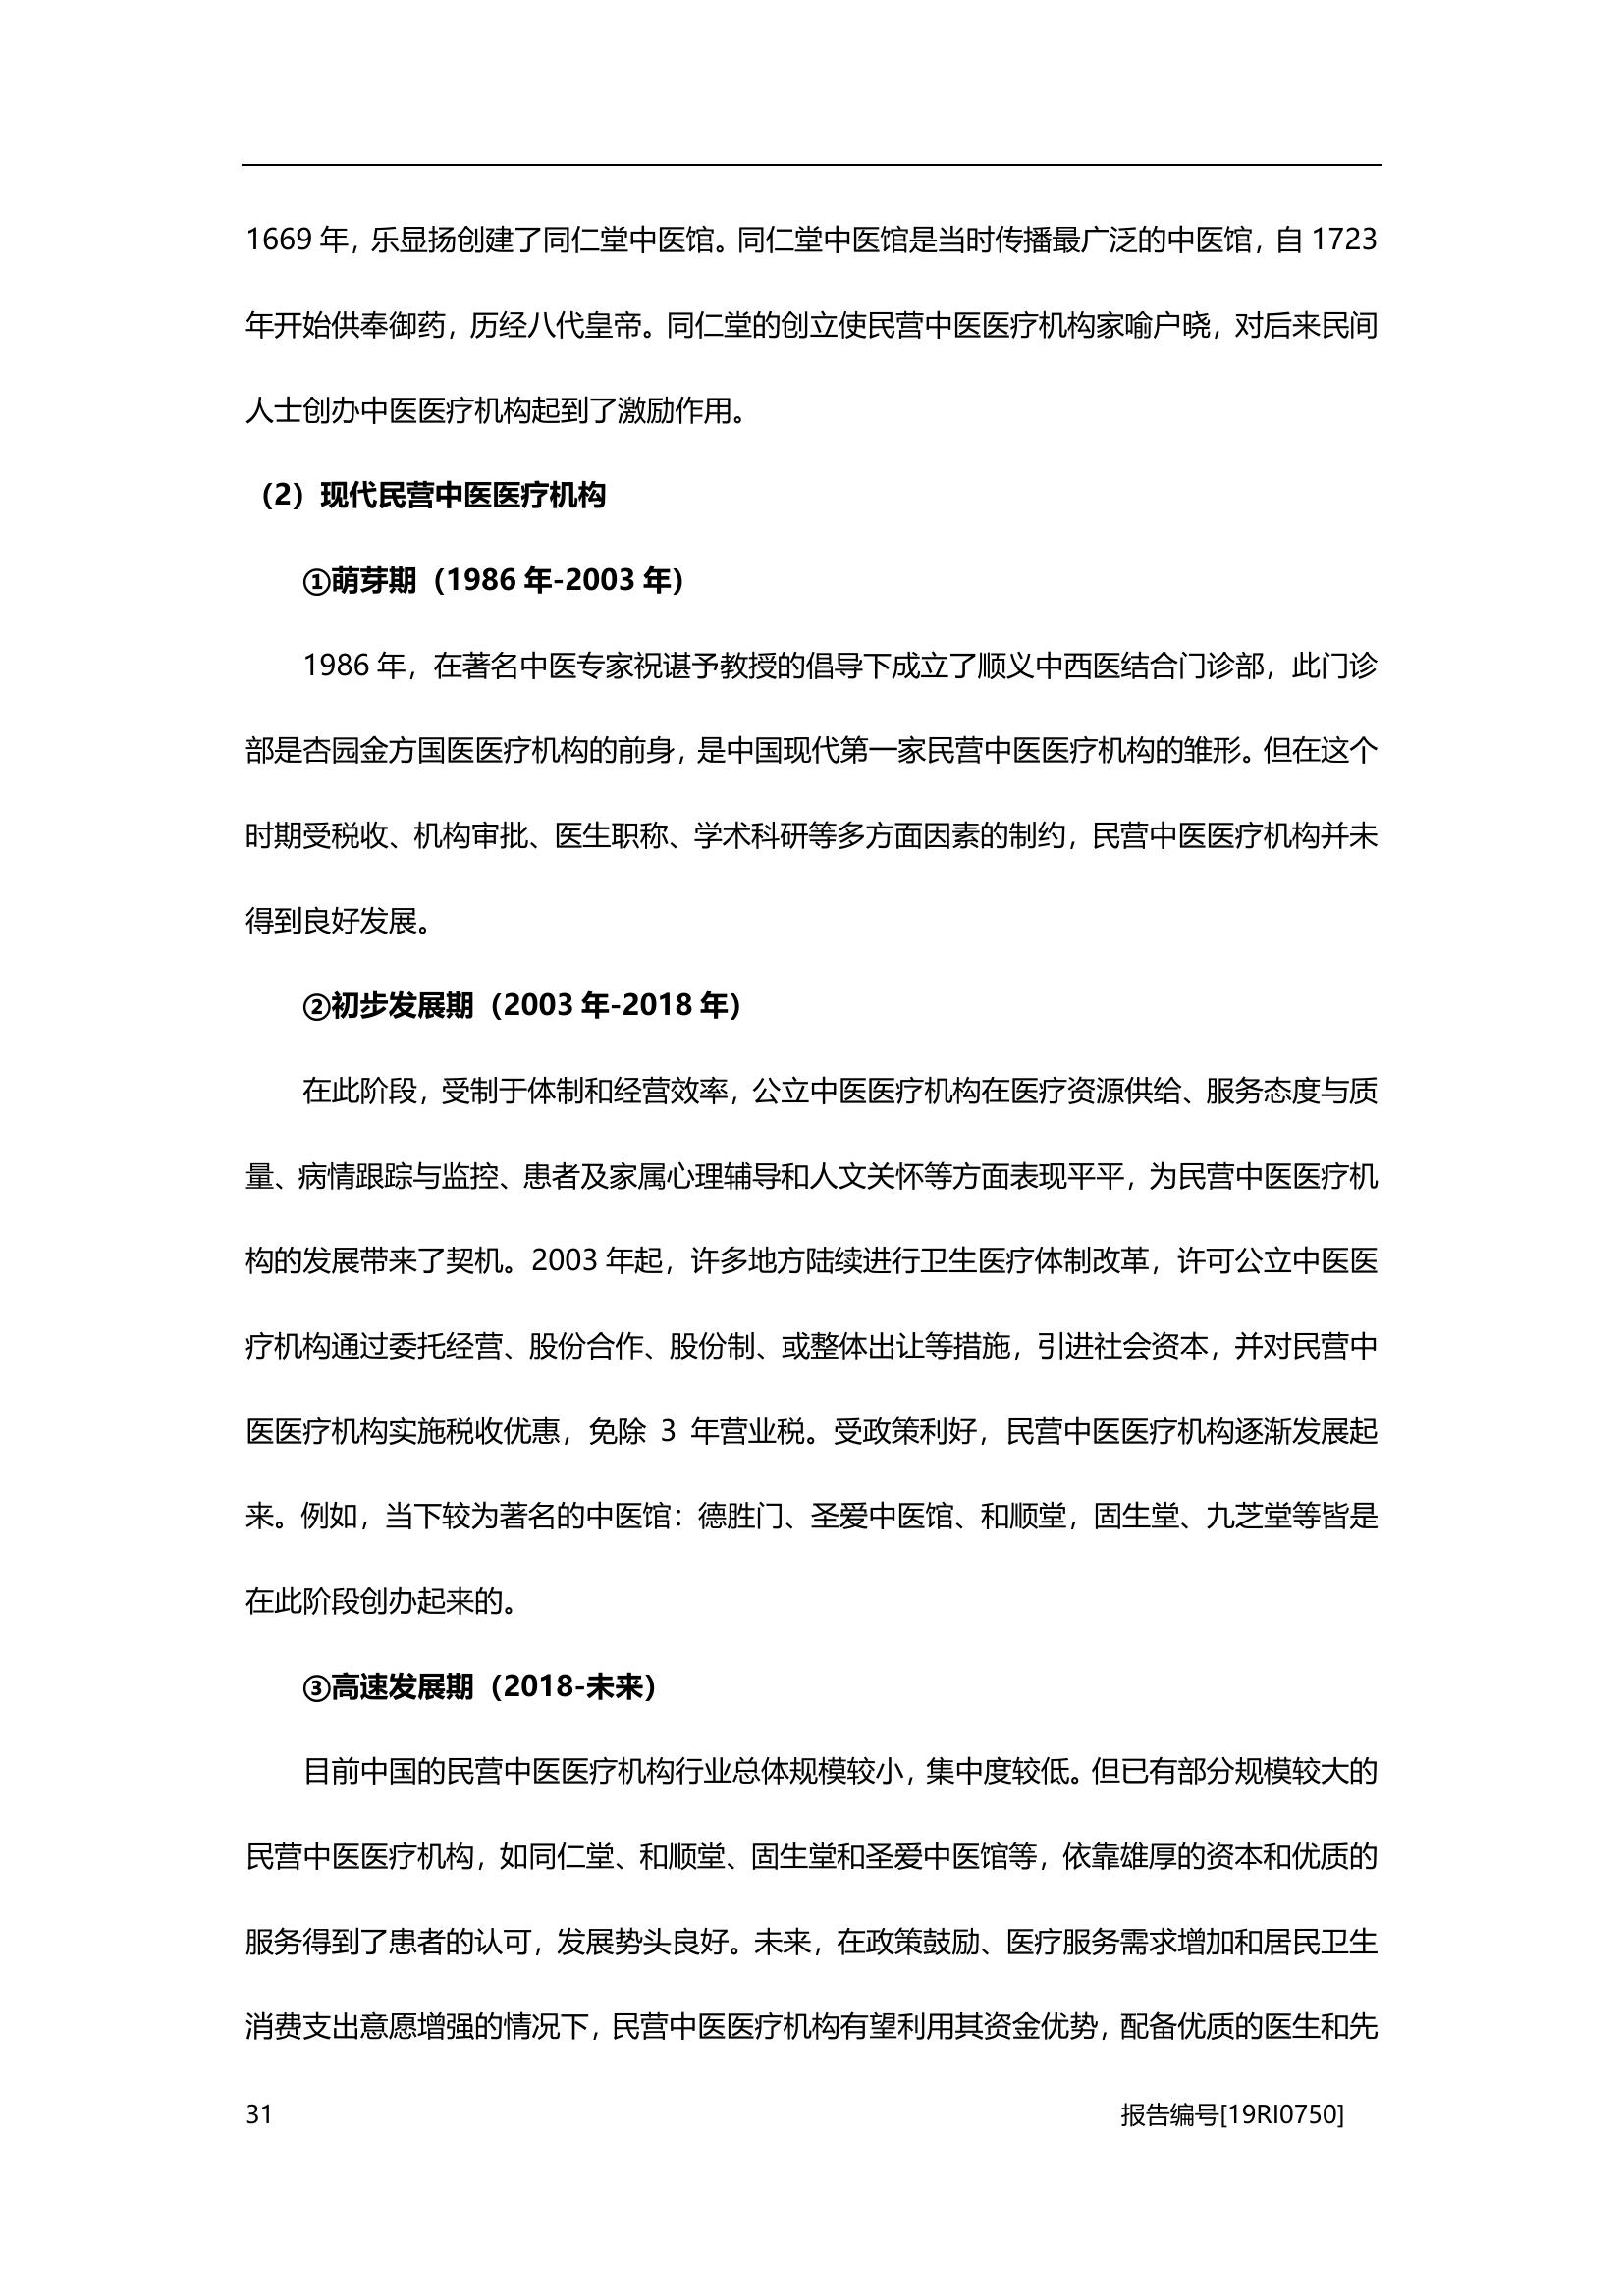 1669 年，乐显扬创建了同仁堂中医馆。同仁堂中医馆是当时传播最广泛的中医馆，自 1723
年开始供奉御药，历经八代皇帝。同仁堂的创立使民营中医医疗机构家喻户晓，对后来民间
人士创办中医医疗机构起到了激励作用。
（2）现代民营中医医疗机构
①萌芽期（1986 年-2003 年）
1986 年，在著名中医专家祝谌予教授的倡导下成立了顺义中西医结合门诊部，此门诊
部是杏园金方国医医疗机构的前身，是中国现代第一家民营中医医疗机构的雏形。但在这个
时期受税收、机构审批、医生职称、学术科研等多方面因素的制约，民营中医医疗机构并未
得到良好发展。
②初步发展期（2003 年-2018 年）
在此阶段，受制于体制和经营效率，公立中医医疗机构在医疗资源供给、服务态度与质
量、病情跟踪与监控、患者及家属心理辅导和人文关怀等方面表现平平，为民营中医医疗机
构的发展带来了契机。2003 年起，许多地方陆续进行卫生医疗体制改革，许可公立中医医
疗机构通过委托经营、股份合作、股份制、或整体出让等措施，引进社会资本，并对民营中
医医疗机构实施税收优惠，免除 3 年营业税。受政策利好，民营中医医疗机构逐渐发展起
来。例如，当下较为著名的中医馆：德胜门、圣爱中医馆、和顺堂，固生堂、九芝堂等皆是
在此阶段创办起来的。
③高速发展期（2018-未来）
目前中国的民营中医医疗机构行业总体规模较小，集中度较低。但已有部分规模较大的
民营中医医疗机构，如同仁堂、和顺堂、固生堂和圣爱中医馆等，依靠雄厚的资本和优质的
服务得到了患者的认可，发展势头良好。未来，在政策鼓励、医疗服务需求增加和居民卫生
消费支出意愿增强的情况下，民营中医医疗机构有望利用其资金优势，配备优质的医生和先
31 报告编号[19RI0750]